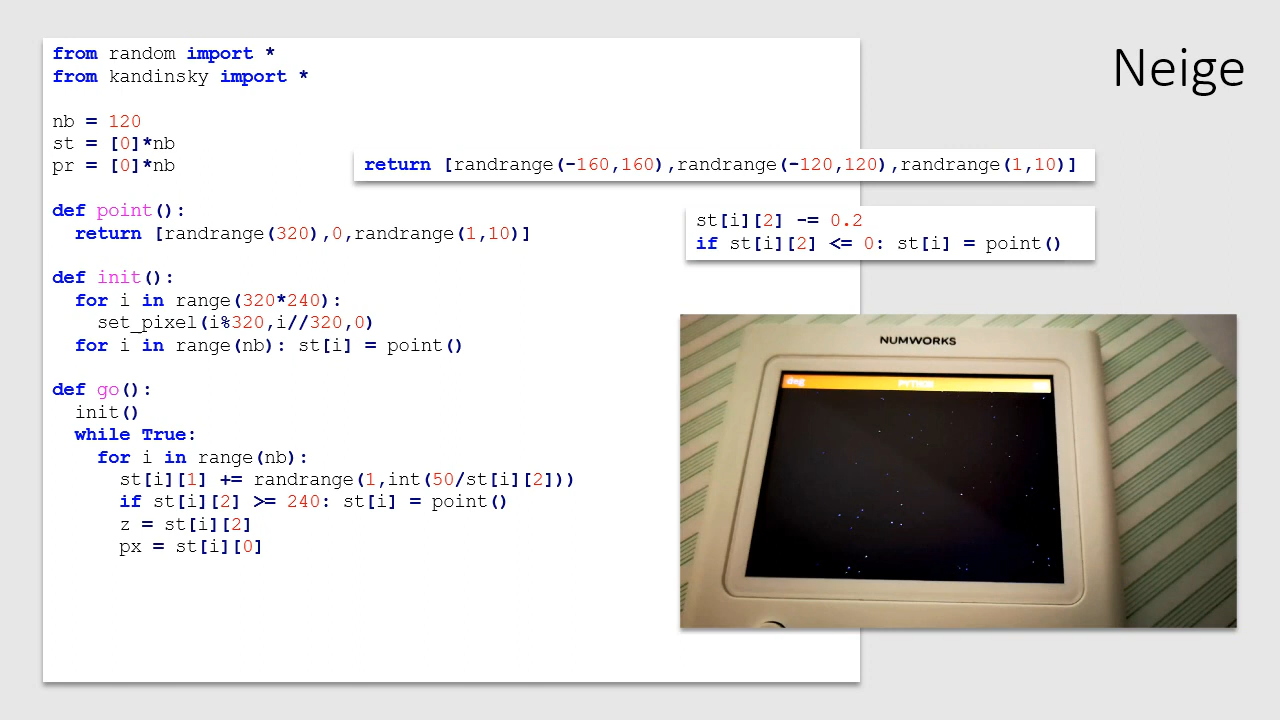 Neige
from random import *
from kandinsky import *
nb = 120
st = [0]*nb
pr = [0]*nb
return [randrange(-160,160),randrange(-120,120),randrange(1,10)]
def point():
return [randrange(320),0,randrange(1,10)]
st[i][2] -= 0.2
if st[i][2] <= 0: st[i] = point()
def init():
for i in range(320*240):
set_pixel(i%320,i//320,0)
for i in range(nb): st[i] = point()
def go():
init()
while True:
for i in range(nb):
st[i][1] += randrange(1,int(50/st[i][2]))
if st[i][2] >= 240: st[i] = point()
z = st[i][2]
px = st[i][0]
NUMWORKS
deg
PYTHON